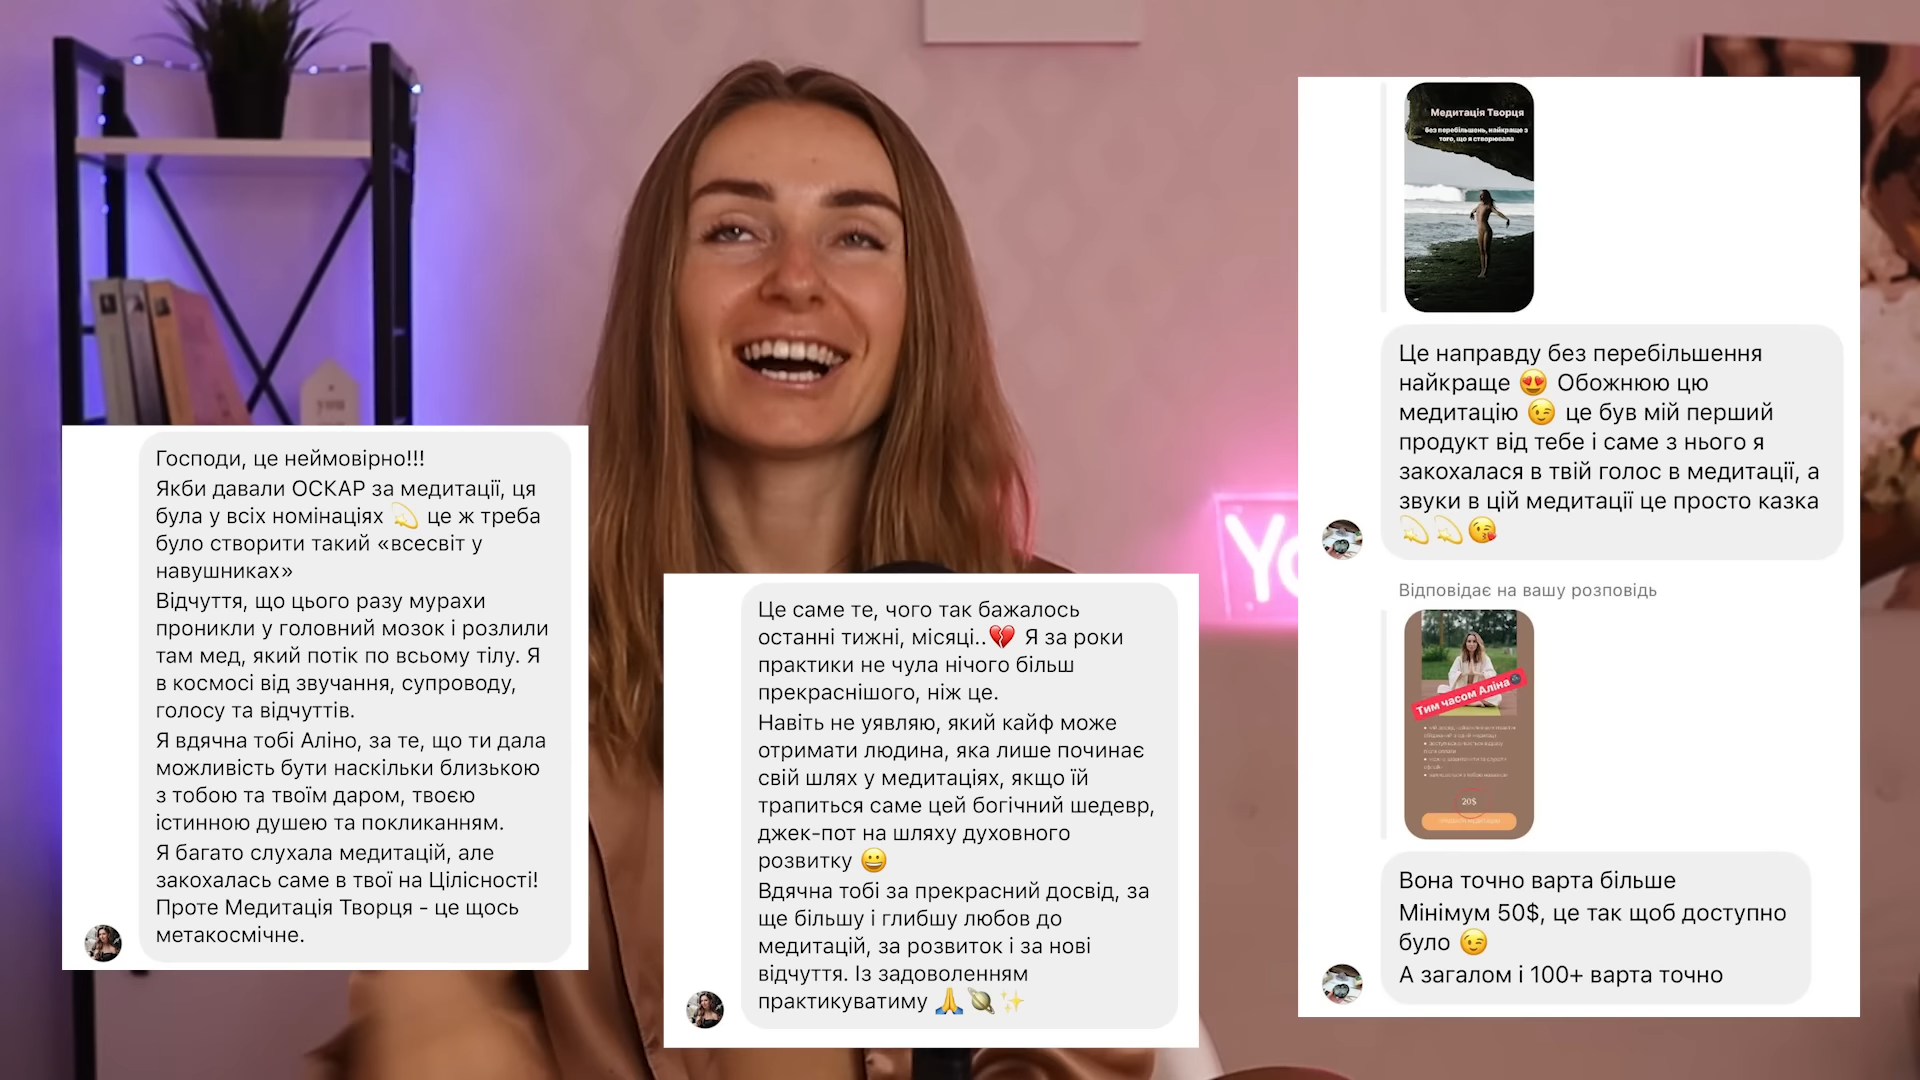 you
Yo
Господи, це неймовірно!!!
Якби давали ОСКАР за медитації, ця
була у всіх номінаціях 💫 це ж треба
було створити такий «всесвіт у
навушниках»
Відчуття, що цього разу мурахи
проникли у головний мозок і розлили
там мед, який потік по всьому тілу. Я
в космосі від звучання, супроводу,
голосу та відчуттів.
Я вдячна тобі Аліно, за те, що ти дала
можливість бути наскільки близькою
з тобою та твоїм даром, твоєю
істинною душею та покликанням.
Я багато слухала медитацій, але
закохалась саме в твої на Цілісності!
Проте Медитація Творця - це щось
метакосмічне.
Це саме те, чого так бажалось
останні тижні, місяці..💔 Я за роки
практики не чула нічого більш
прекраснішого, ніж це.
Навіть не уявляю, який кайф може
отримати людина, яка лише починає
свій шлях у медитаціях, якщо їй
трапиться саме цей богічний шедевр,
джек-пот на шляху духовного
розвитку 😀
Вдячна тобі за прекрасний досвід, за
ще більшу і глибшу любов до
медитацій, за розвиток і за нові
відчуття. Із задоволенням
практикуватиму 🙏🪐✨
Медитація Творця
без перебільшень, найкраще з
того, що я створювала
Це направду без перебільшення
найкраще 😍 Обожнюю цю
медитацію 😉 це був мій перший
продукт від тебе і саме з нього я
закохалася в твій голос в медитації, а
звуки в цій медитації це просто казка
💫💫😘
Відповідає на вашу розповідь
Тим часом Аліна
20$
Вона точно варта більше
Мінімум 50$, це так щоб доступно
було 😉
А загалом і 100+ варта точно